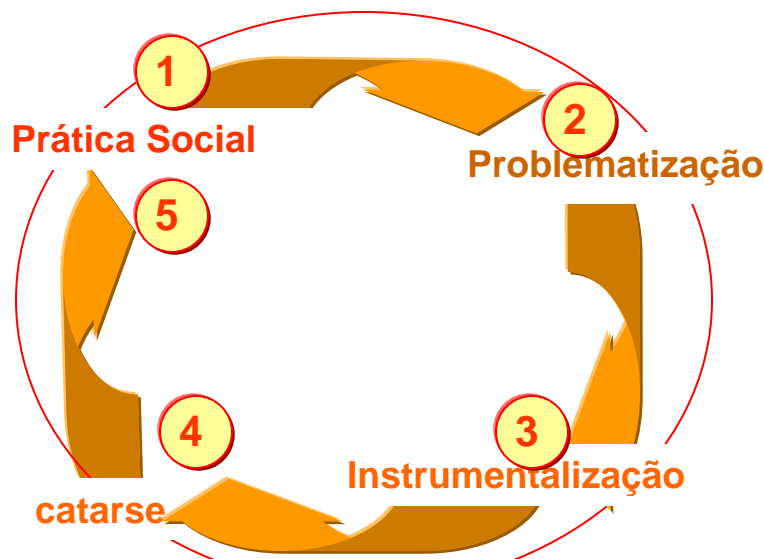 1
Prática Social
2
Problematização
3
Instrumentalização
4
catarse
5